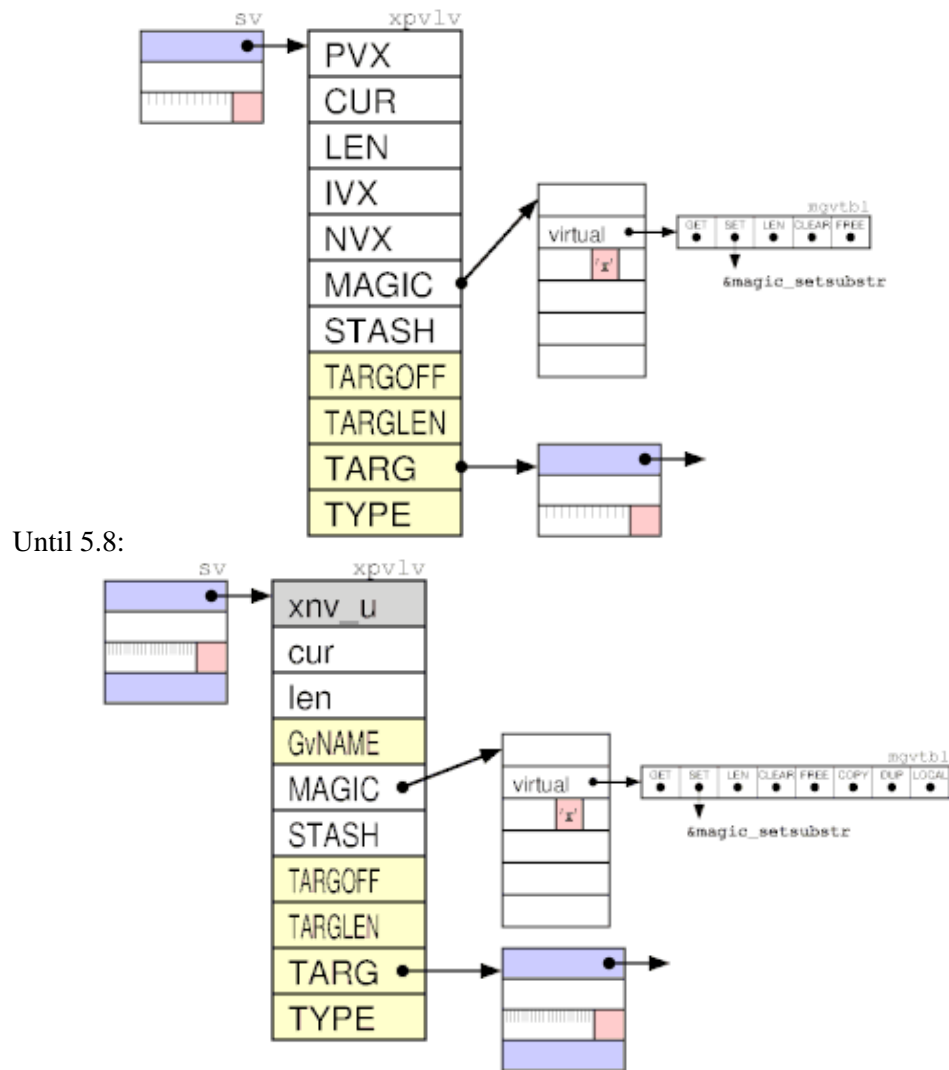 sv xpvlv
PVX
CUR
LEN
IVX
NVX
MAGIC
STASH
TARGOFF
TARGLEN
TARG
TYPE
virtual
'x'
mgvtbl
GET SET LEN CLEAR FREE
&magic_setsubstr
Until 5.8:
sv xpvlv
xnv_u
cur
len
GvNAME
MAGIC
STASH
TARGOFF
TARGLEN
TARG
TYPE
virtual
'x'
mgvtbl
GET SET LEN CLEAR FREE COPY DUP LOCAL
&magic_setsubstr